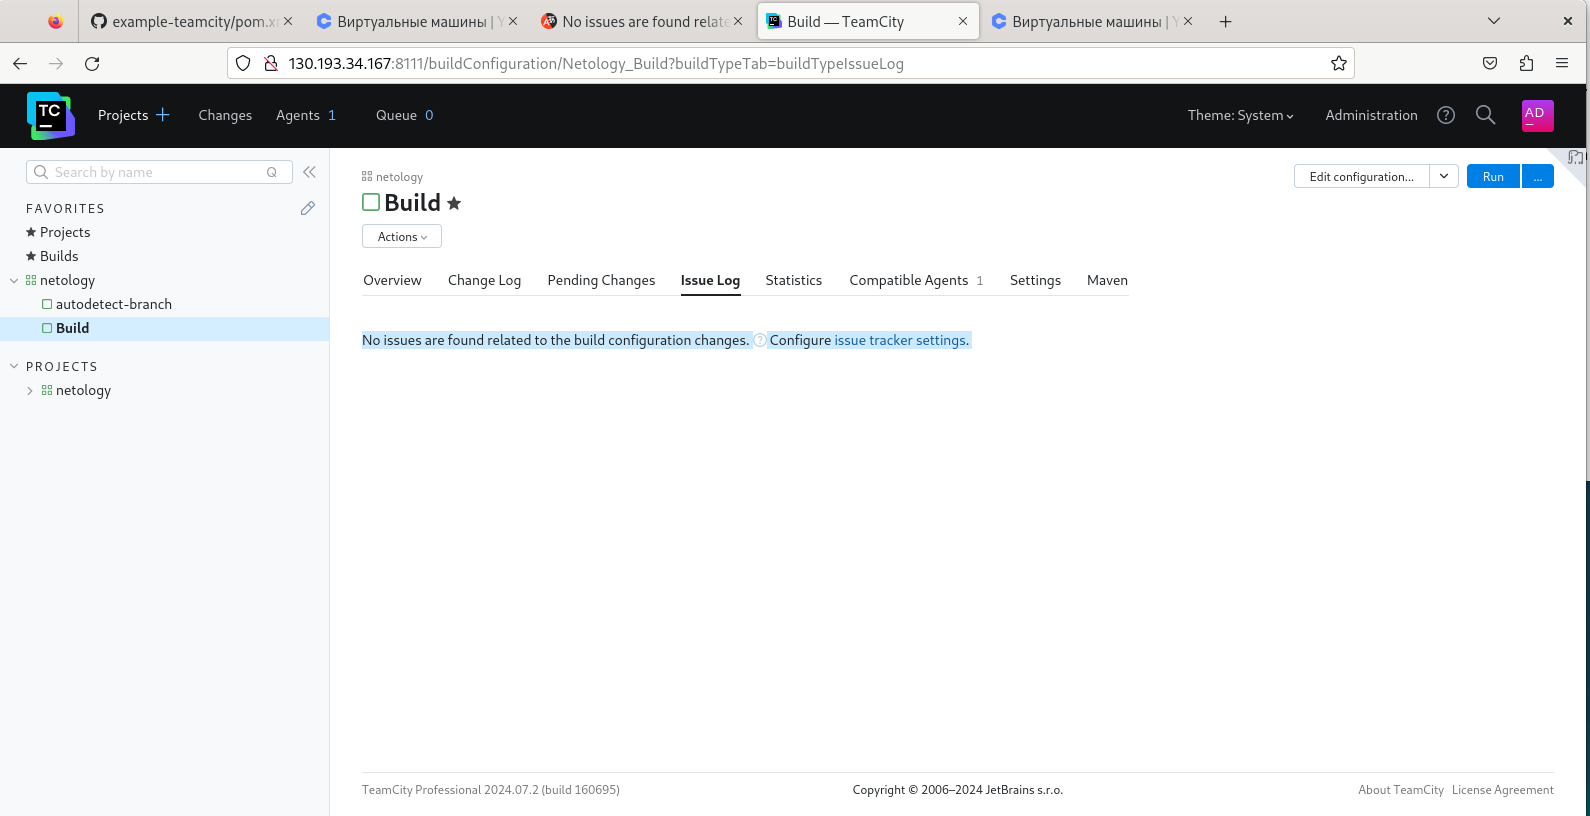 example-teamcity/pom.x
Виртуальные машины | Y
No issues are found relate
Build — TeamCity
Виртуальные машины | Y
130.193.34.167:8111/buildConfiguration/Netology_Build?buildTypeTab=buildTypeIssueLog
TC
Projects
Changes
Agents 1
Queue 0
Theme: System
Administration
AD
Search by name
Q
FAVORITES
Projects
Builds
netology
autodetect-branch
Build
PROJECTS
netology
netology
Build
Edit configuration...
Run
...
Actions
Overview
Change Log
Pending Changes
Issue Log
Statistics
Compatible Agents 1
Settings
Maven
No issues are found related to the build configuration changes. ? Configure issue tracker settings.
TeamCity Professional 2024.07.2 (build 160695)
Copyright © 2006–2024 JetBrains s.r.o.
About TeamCity
License Agreement